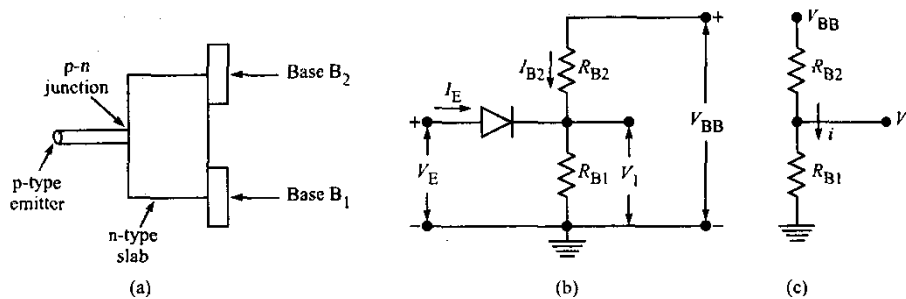 p-n
junction
p-type
emitter
n-type
slab
Base B2
Base B1
(a)
+
IE
+
VE
−
IB2
RB2
RB1
V1
VBB
+
−
(b)
VBB
RB2
i
V
RB1
(c)